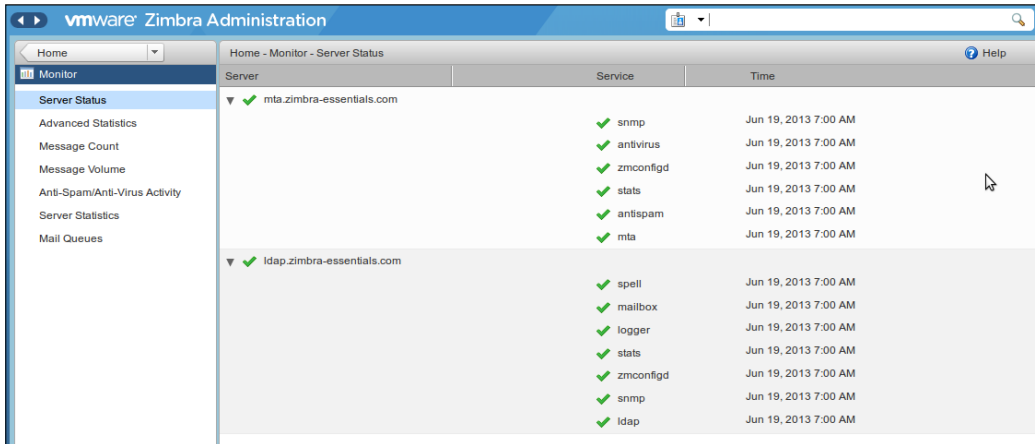 vmware Zimbra Administration
Home
Home - Monitor - Server Status
Help
Monitor
Server Service Time
Server Status
Advanced Statistics
Message Count
Message Volume
Anti-Spam/Anti-Virus Activity
Server Statistics
Mail Queues
mta.zimbra-essentials.com
snmp Jun 19, 2013 7:00 AM
antivirus Jun 19, 2013 7:00 AM
zmconfigd Jun 19, 2013 7:00 AM
stats Jun 19, 2013 7:00 AM
antispam Jun 19, 2013 7:00 AM
mta Jun 19, 2013 7:00 AM
ldap.zimbra-essentials.com
spell Jun 19, 2013 7:00 AM
mailbox Jun 19, 2013 7:00 AM
logger Jun 19, 2013 7:00 AM
stats Jun 19, 2013 7:00 AM
zmconfigd Jun 19, 2013 7:00 AM
snmp Jun 19, 2013 7:00 AM
ldap Jun 19, 2013 7:00 AM